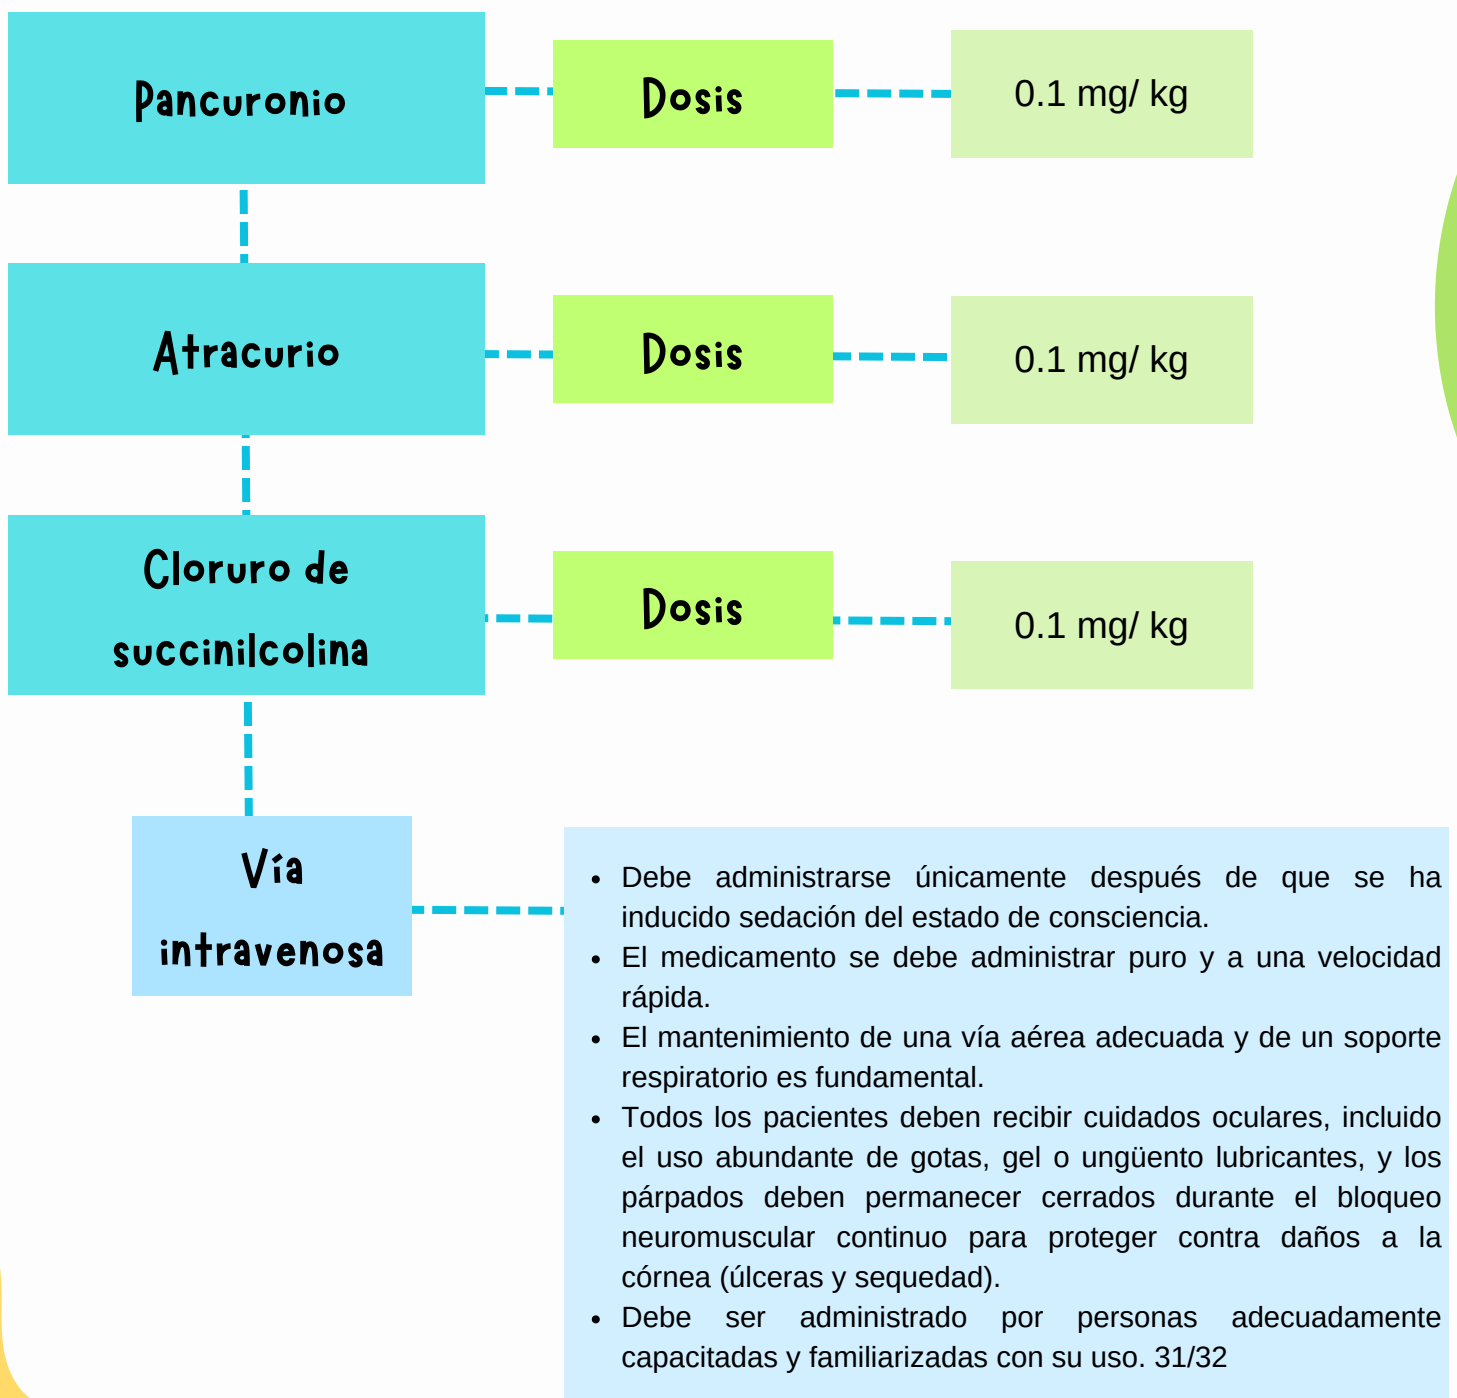 Pancuronio
Dosis
0.1 mg/ kg
Atracurio
Dosis
0.1 mg/ kg
Cloruro de
succinilcolina
Dosis
0.1 mg/ kg
Vía
intravenosa
• Debe administrarse únicamente después de que se ha
inducido sedación del estado de consciencia.
• El medicamento se debe administrar puro y a una velocidad
rápida.
• El mantenimiento de una vía aérea adecuada y de un soporte
respiratorio es fundamental.
• Todos los pacientes deben recibir cuidados oculares, incluido
el uso abundante de gotas, gel o ungüento lubricantes, y los
párpados deben permanecer cerrados durante el bloqueo
neuromuscular continuo para proteger contra daños a la
córnea (úlceras y sequedad).
• Debe ser administrado por personas adecuadamente
capacitadas y familiarizadas con su uso. 31/32